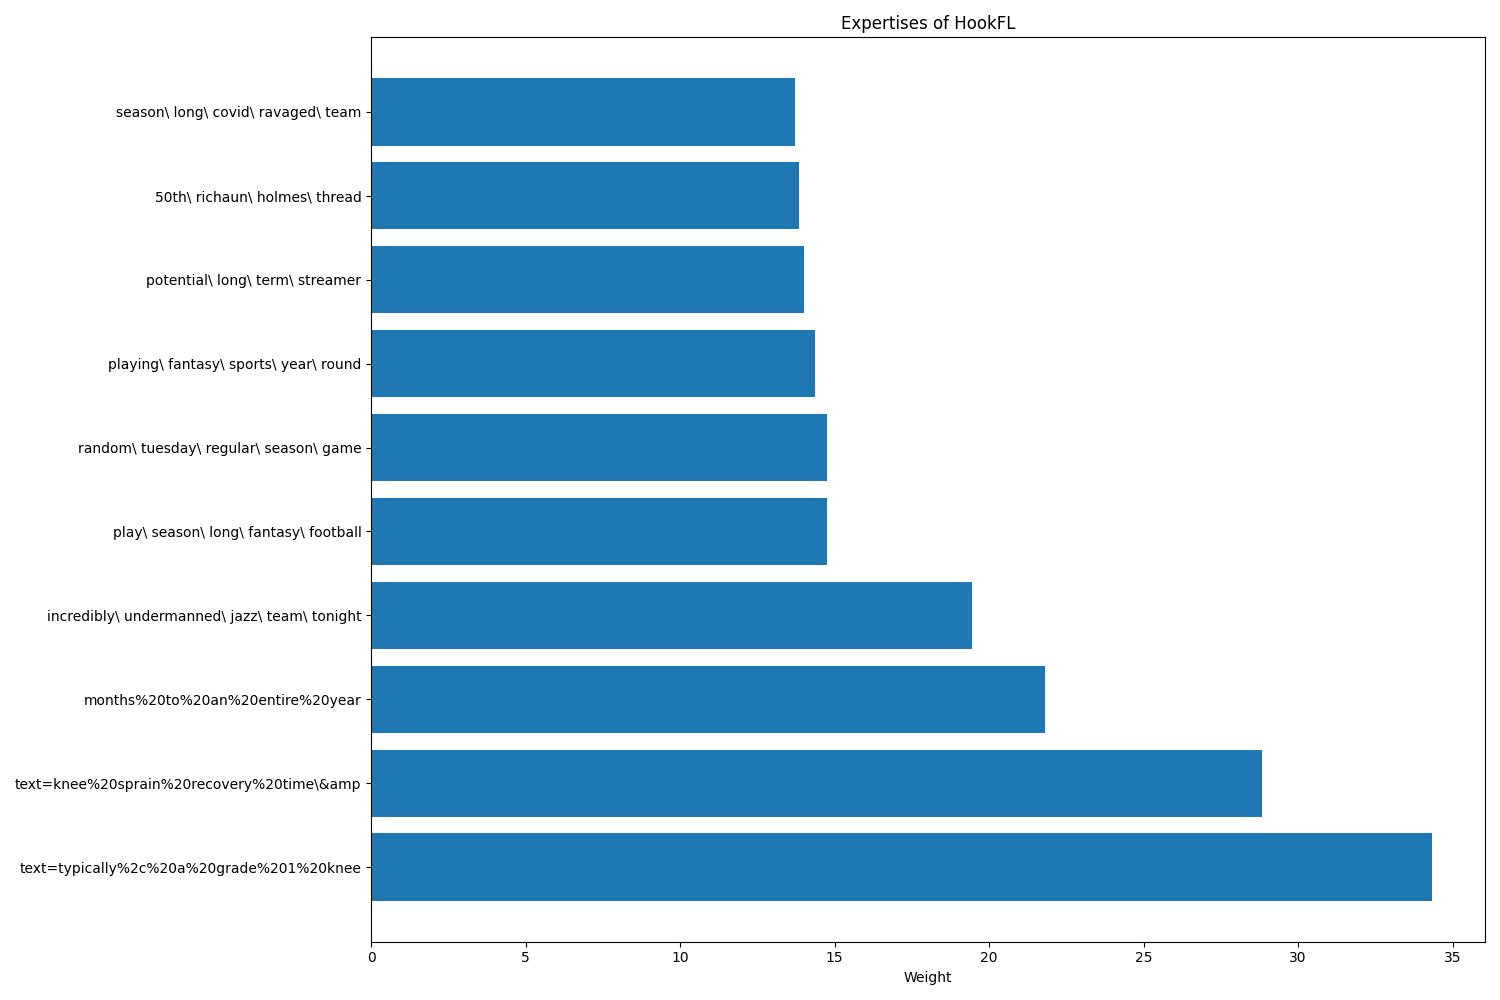 Expertises of HookFL
season\ long\ covid\ ravaged\ team
50th\ richaun\ holmes\ thread
potential\ long\ term\ streamer
playing\ fantasy\ sports\ year\ round
random\ tuesday\ regular\ season\ game
play\ season\ long\ fantasy\ football
incredibly\ undermanned\ jazz\ team\ tonight
months%20to%20an%20entire%20year
text=knee%20sprain%20recovery%20time\&amp
text=typically%2c%20a%20grade%201%20knee
0 5 10 15 20 25 30 35
Weight